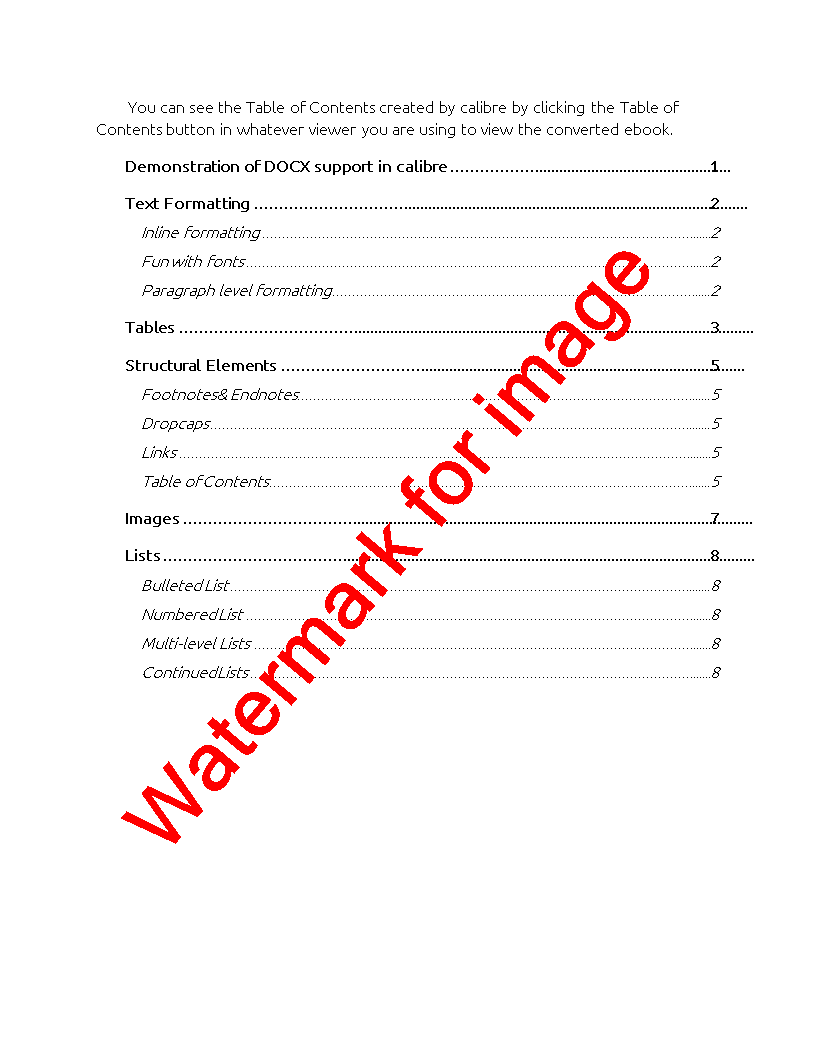 You can see the Table of Contents created by calibre by clicking the Table of
Contents button in whatever viewer you are using to view the converted ebook.
Demonstration of DOCX support in calibre ........................................ 1
Text Formatting ........................................ 2
Inline formatting ........................................ 2
Fun with fonts ........................................ 2
Paragraph level formatting ........................................ 2
Tables ........................................ 3
Structural Elements ........................................ 5
Footnotes& Endnotes ........................................ 5
Dropcaps ........................................ 5
Links ........................................ 5
Table of Contents ........................................ 5
Images ........................................ 7
Lists ........................................ 8
Bulleted List ........................................ 8
Numbered List ........................................ 8
Multi-level Lists ........................................ 8
Continued Lists ........................................ 8
Watermark for image